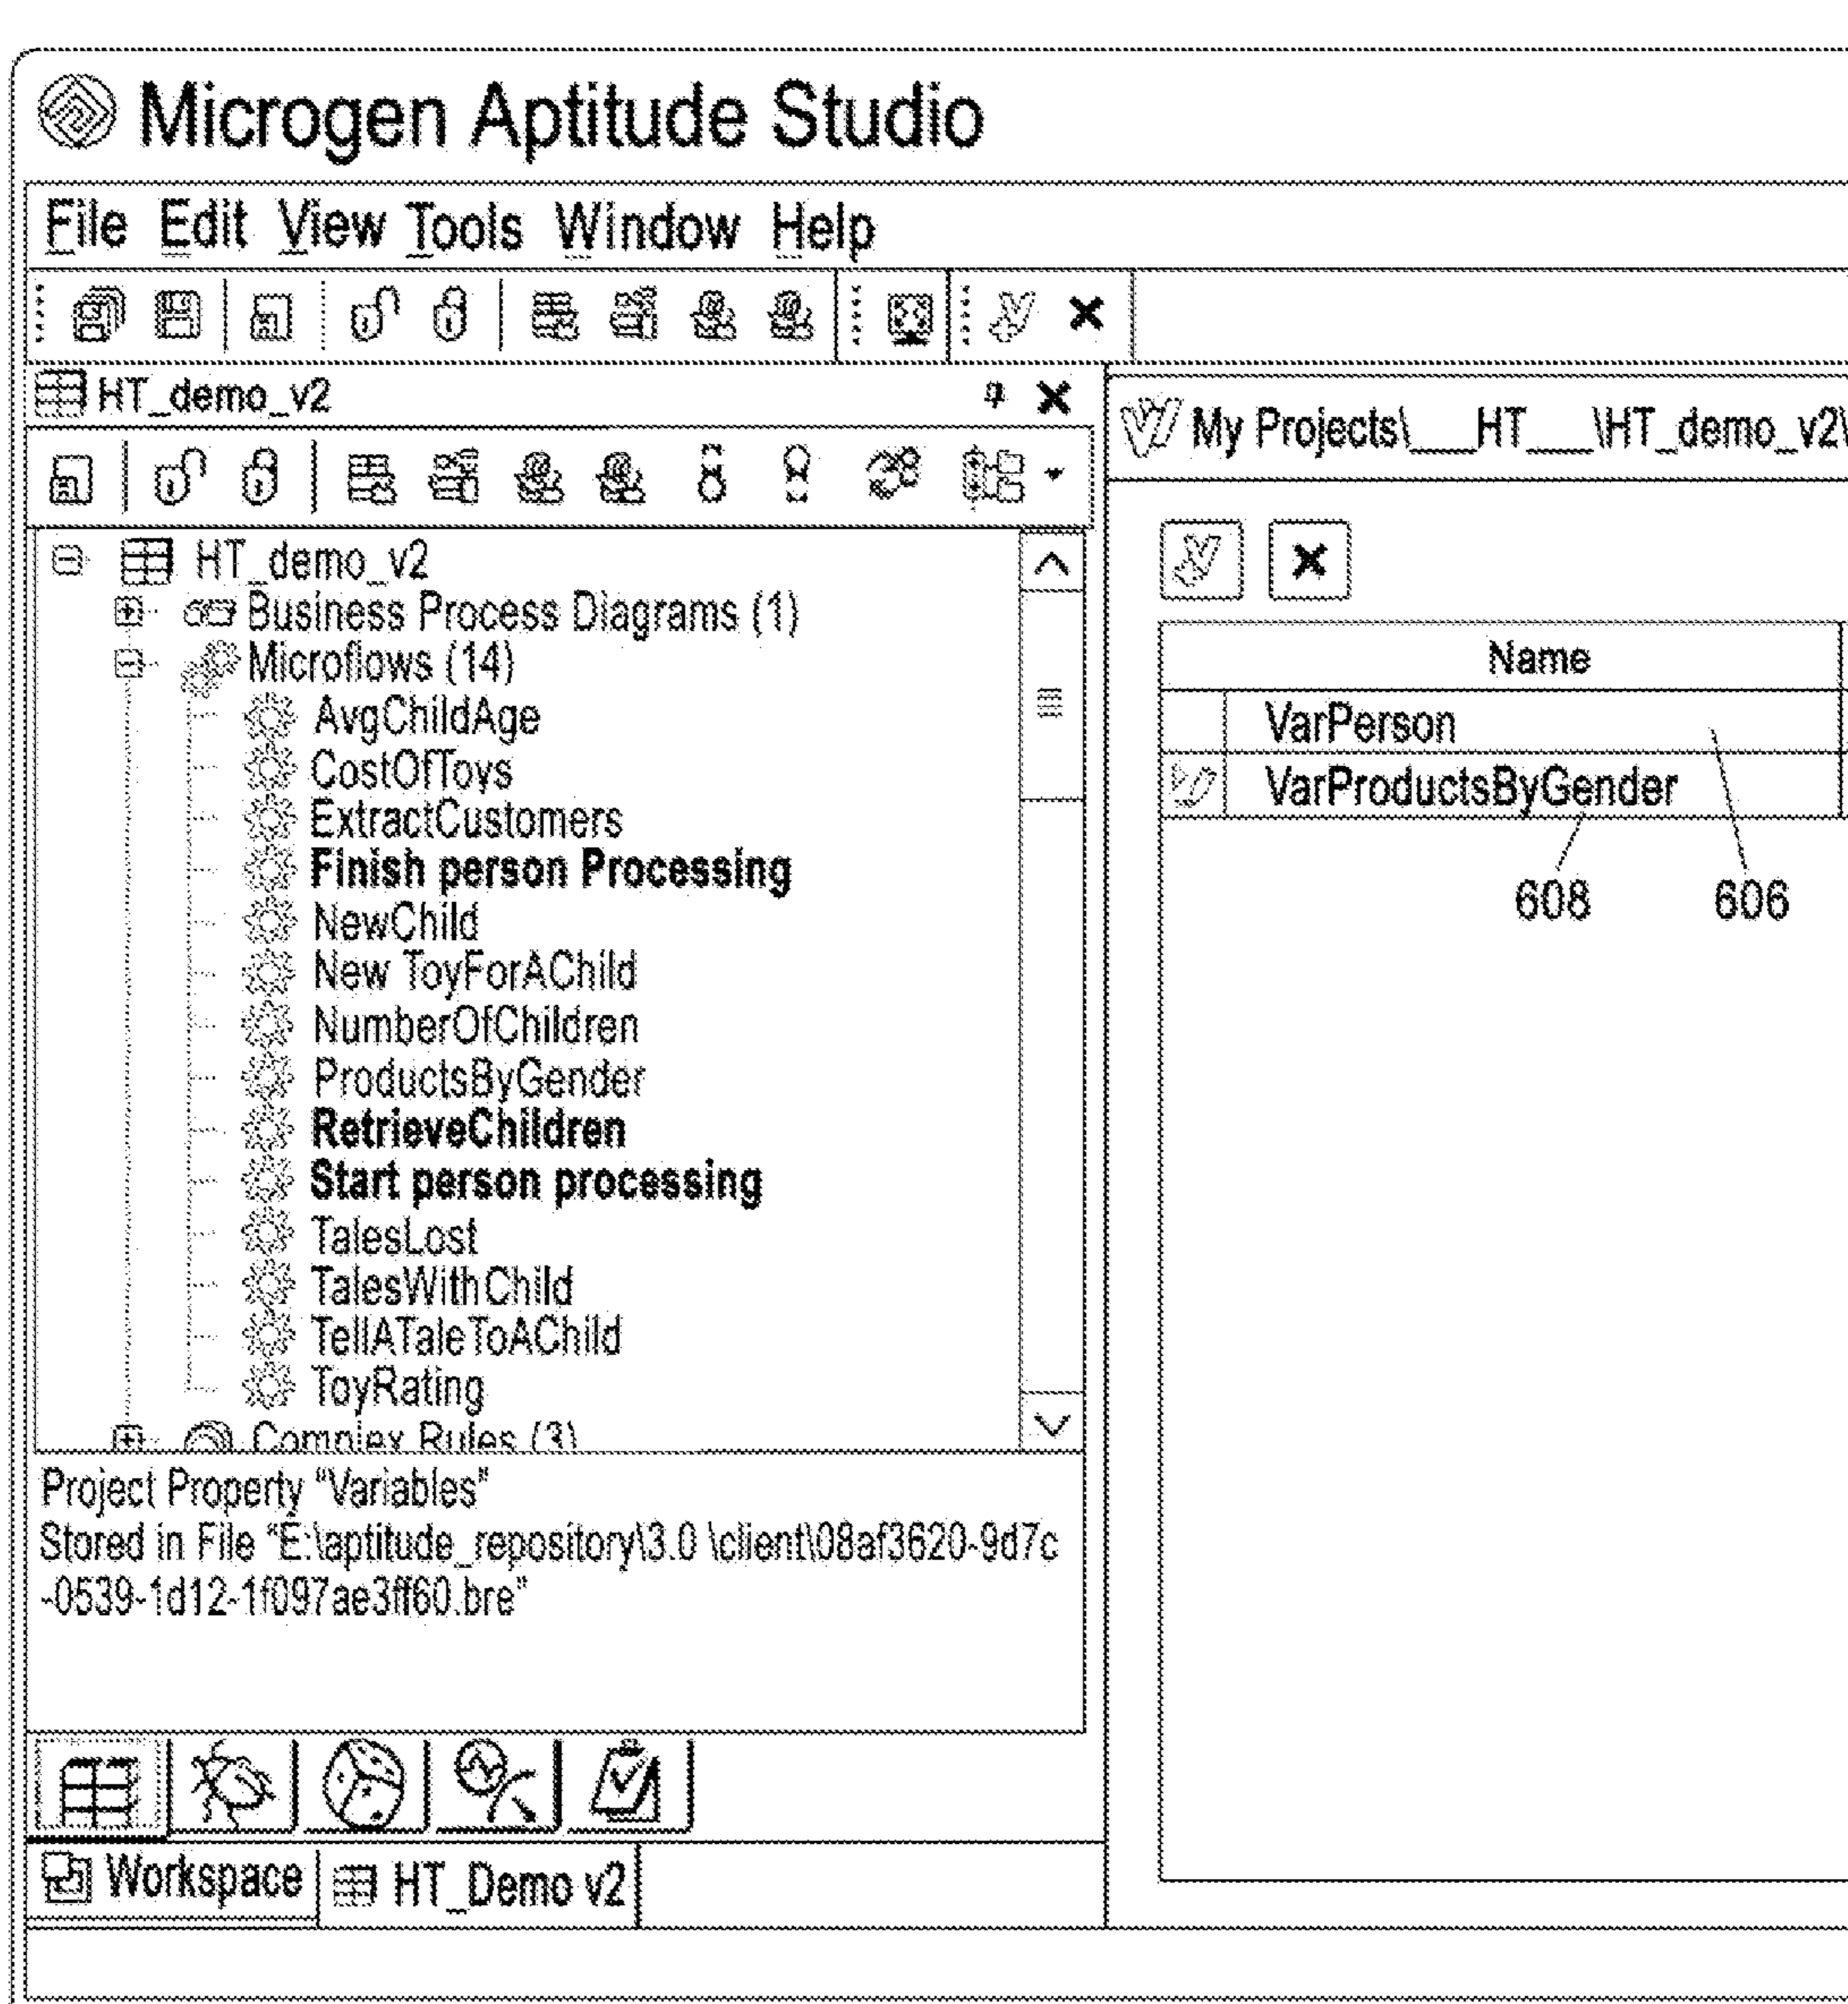 Microgen Aptitude Studio
File Edit View Tools Window Help
HT_demo_v2
HT_demo_v2
Business Process Diagrams (1)
Microflows (14)
AvgChildAge
CostOfToys
ExtractCustomers
Finish person Processing
NewChild
New ToyForAChild
NumberOfChildren
ProductsByGender
RetrieveChildren
Start person processing
TalesLost
TalesWithChild
TellATaleToAChild
ToyRating
Complex Rules (3)
Project Property "Variables"
Stored in File "E:\aptitude_repository\3.0 \client\08af3620-9d7c
-0539-1d12-1f097ae3ff60.bre"
Workspace
HT_Demo v2
My Projects\___HT___\HT_demo_v2\
Name
VarPerson
VarProductsByGender
608
606